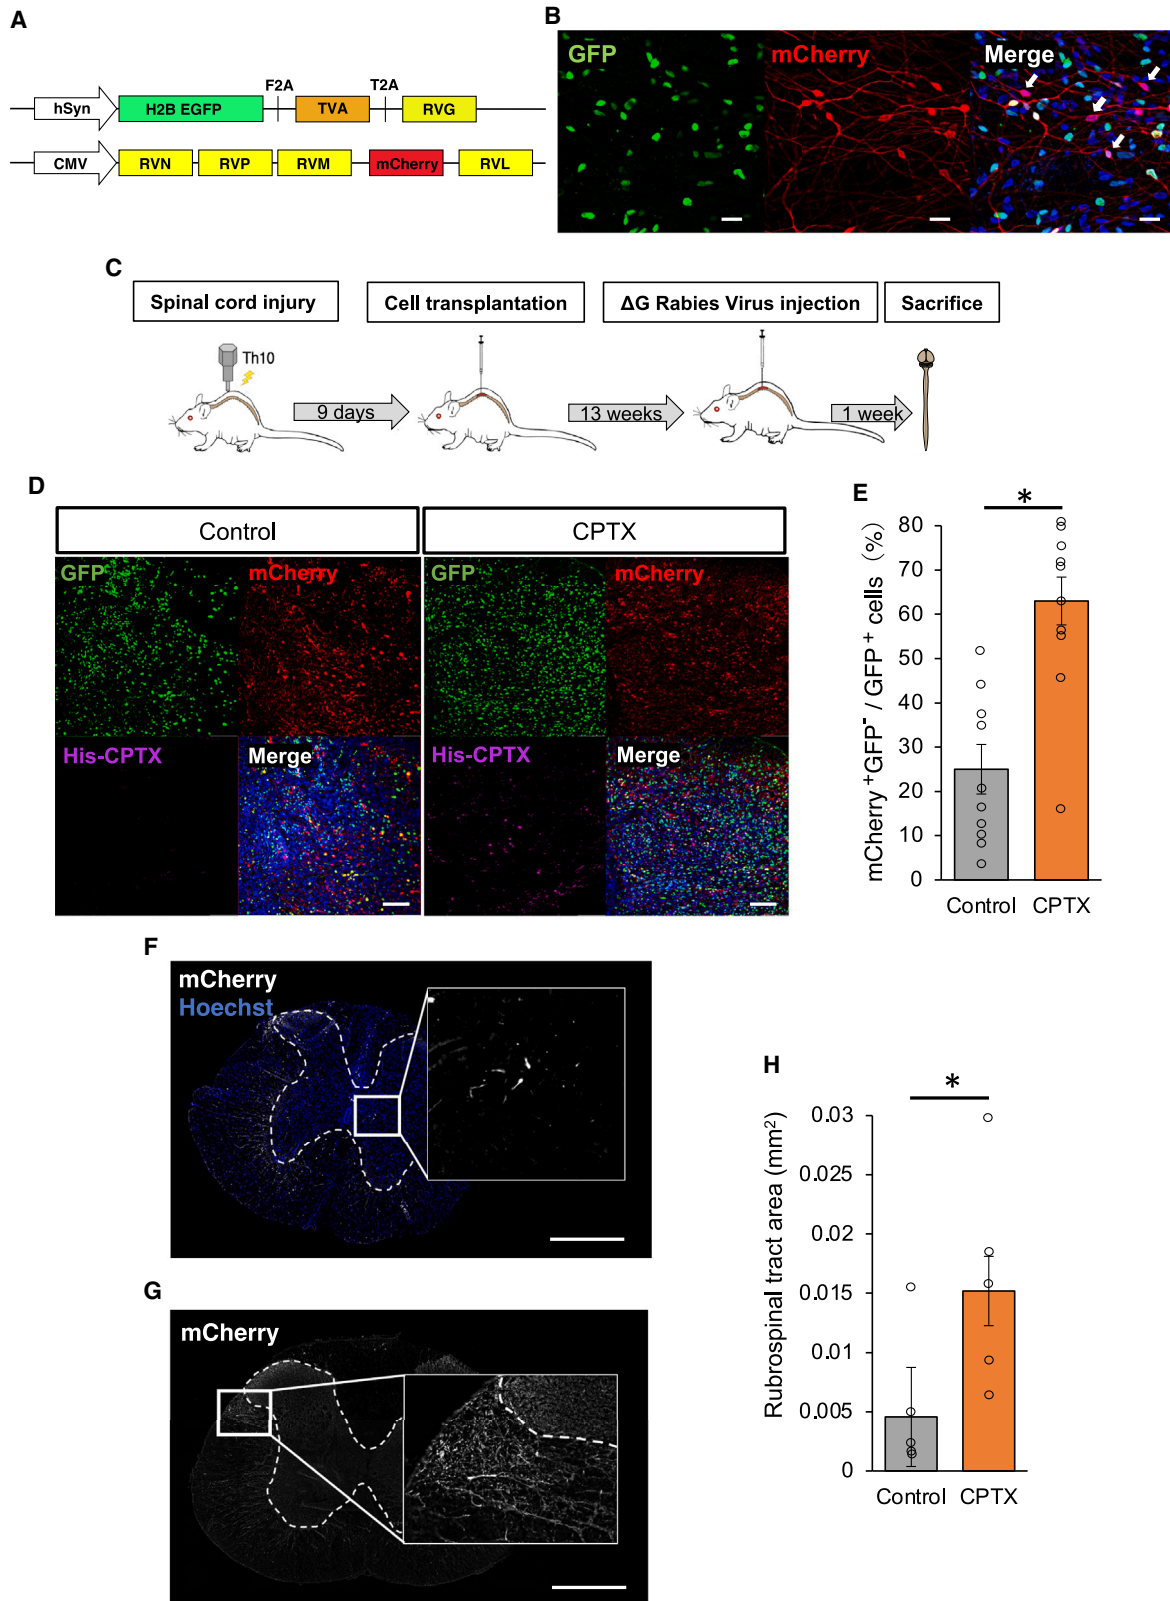 A
F2A
T2A
hSyn
H2B EGFP
TVA
RVG
CMV
RVN
RVP
RVM
mCherry
RVL
B
GFP
mCherry
Merge
C
Spinal cord injury
Cell transplantation
ΔG Rabies Virus injection
Sacrifice
Th10
9 days
13 weeks
1 week
D
Control
CPTX
GFP
mCherry
GFP
mCherry
His-CPTX
Merge
His-CPTX
Merge
E
mCherry⁺GFP⁻ / GFP⁺ cells (%)
*
80
70
60
50
40
30
20
10
0
Control
CPTX
F
mCherry
Hoechst
G
mCherry
H
Rubrospinal tract area (mm²)
*
0.03
0.025
0.02
0.015
0.01
0.005
0
Control
CPTX